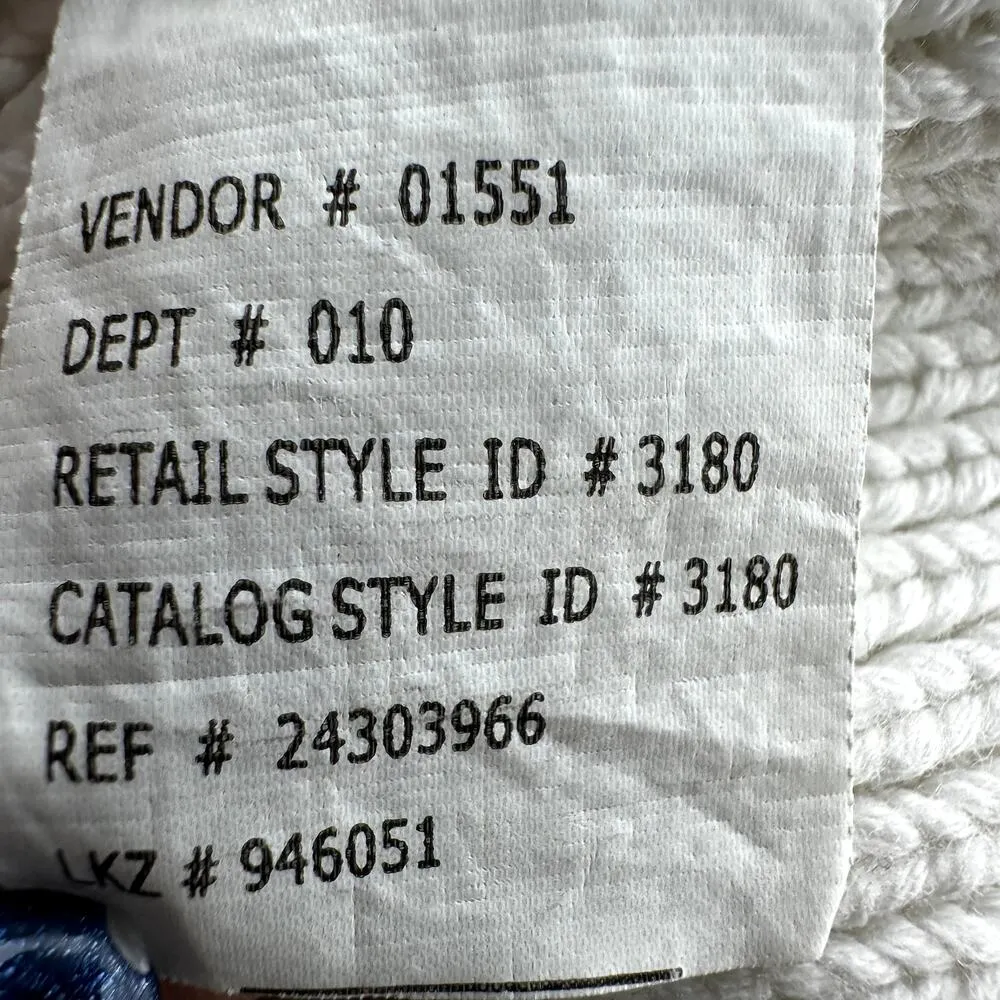 VENDOR # 01551
DEPT # 010
RETAIL STYLE ID # 3180
CATALOG STYLE ID # 3180
REF # 24303966
LKZ # 946051